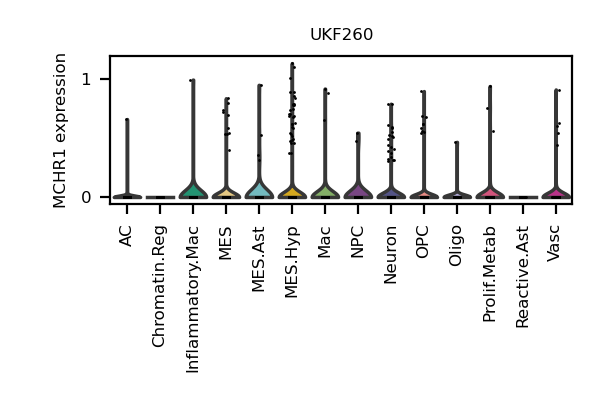 UKF260
MCHR1 expression
1
0
AC
Chromatin.Reg
Inflammatory.Mac
MES
MES.Ast
MES.Hyp
Mac
NPC
Neuron
OPC
Oligo
Prolif.Metab
Reactive.Ast
Vasc